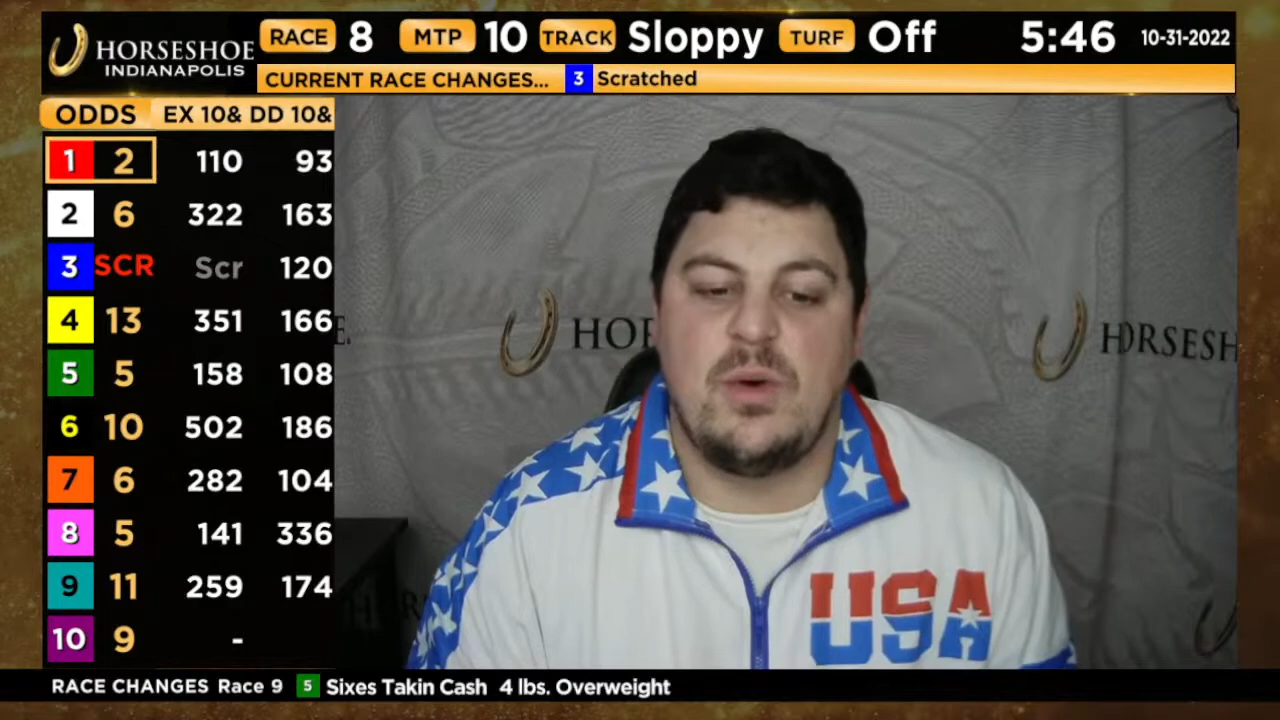 HORSESHOE
INDIANAPOLIS
RACE 8 MTP 10 TRACK Sloppy TURF Off 5:46 10-31-2022
CURRENT RACE CHANGES... 3 Scratched
ODDS EX 10& DD 10&
1 2 110 93
2 6 322 163
3 SCR Scr 120
4 13 351 166
5 5 158 108
6 10 502 186
7 6 282 104
8 5 141 336
9 11 259 174
10 9 -
HOR
HORSESH
USA
RACE CHANGES Race 9 5 Sixes Takin Cash 4 lbs. Overweight